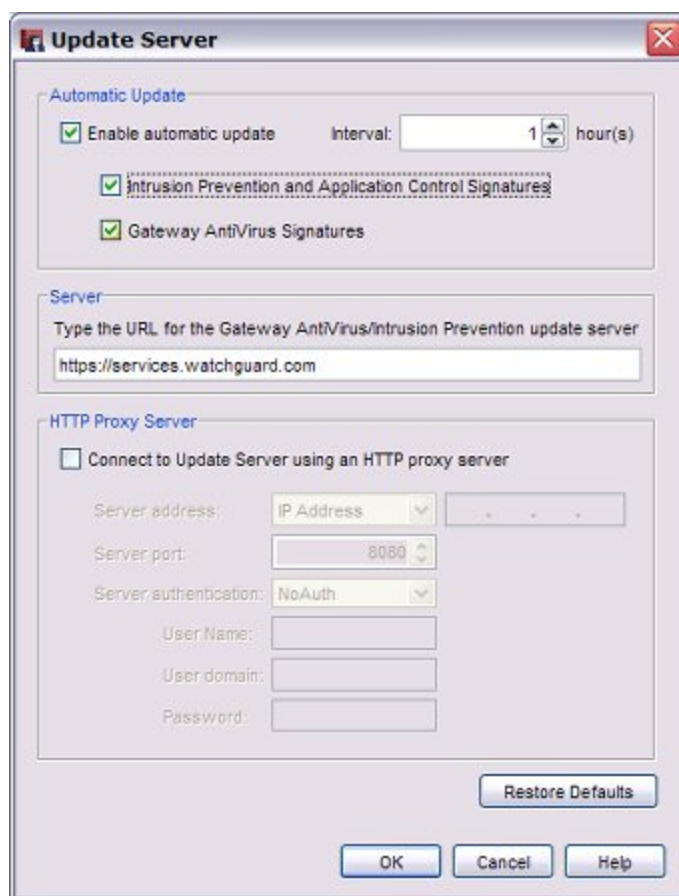 Update Server
Automatic Update
Enable automatic update Interval: 1 hour(s)
Intrusion Prevention and Application Control Signatures
Gateway AntiVirus Signatures
Server
Type the URL for the Gateway AntiVirus/Intrusion Prevention update server
https://services.watchguard.com
HTTP Proxy Server
Connect to Update Server using an HTTP proxy server
Server address: IP Address . . .
Server port: 8080
Server authentication: NoAuth
User Name:
User domain:
Password:
Restore Defaults
OK Cancel Help